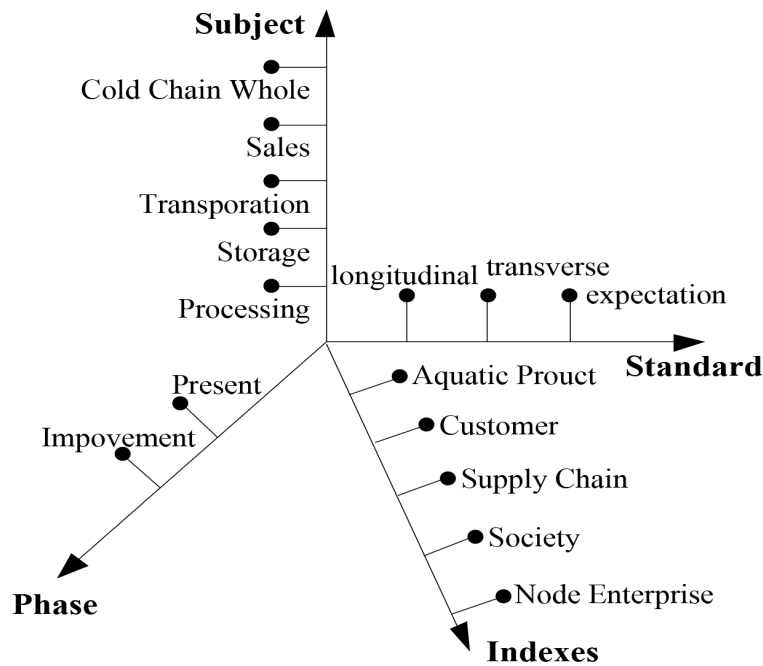 Subject
Cold Chain Whole
Sales
Transporation
Storage
Processing
longitudinal
transverse
expectation
Standard
Present
Impovement
Phase
Aquatic Prouct
Customer
Supply Chain
Society
Node Enterprise
Indexes